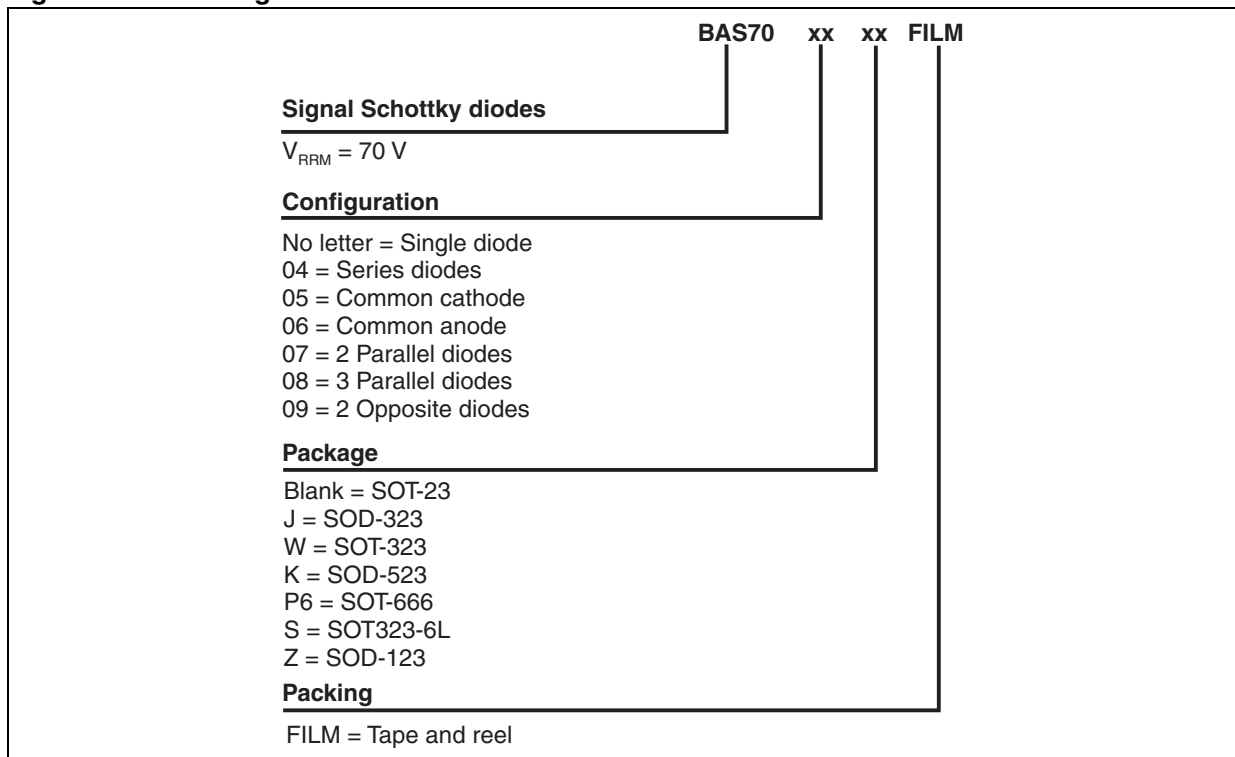 BAS70 xx xx FILM
Signal Schottky diodes
VRRM = 70 V
Configuration
No letter = Single diode
04 = Series diodes
05 = Common cathode
06 = Common anode
07 = 2 Parallel diodes
08 = 3 Parallel diodes
09 = 2 Opposite diodes
Package
Blank = SOT-23
J = SOD-323
W = SOT-323
K = SOD-523
P6 = SOT-666
S = SOT323-6L
Z = SOD-123
Packing
FILM = Tape and reel